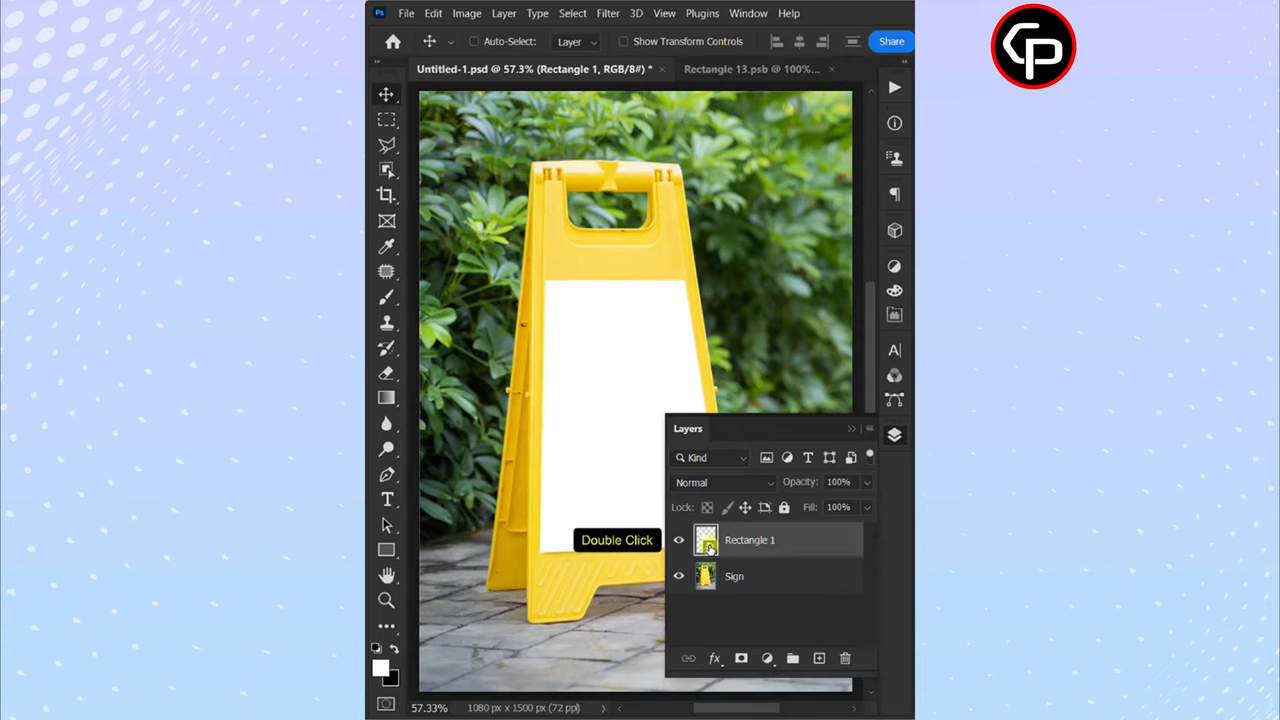 Ps File Edit Image Layer Type Select Filter 3D View Plugins Window Help
Auto-Select: Layer Show Transform Controls Share
Untitled-1.psd @ 57.3% (Rectangle 1, RGB/8#) * × Rectangle 13.psb @ 100%... ×
Layers
Kind
Normal Opacity: 100%
Lock: Fill: 100%
Double Click
Rectangle 1
Sign
fx
57.33% 1080 px x 1500 px (72 ppi)
CP